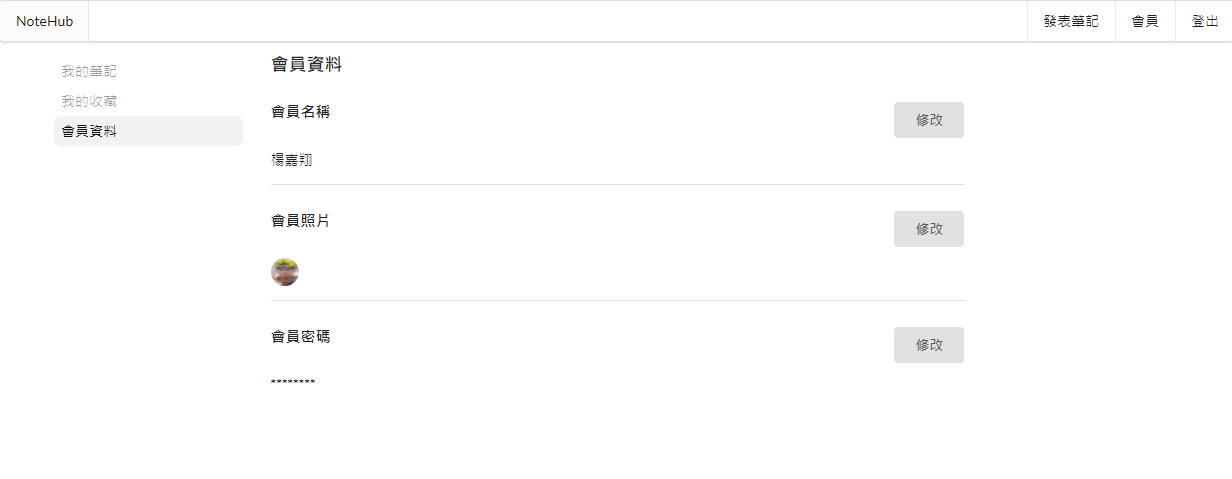 NoteHub
發表筆記
會員
登出
我的筆記
我的收藏
會員資料
會員資料
會員名稱
修改
楊嘉翔
會員照片
修改
會員密碼
修改
********